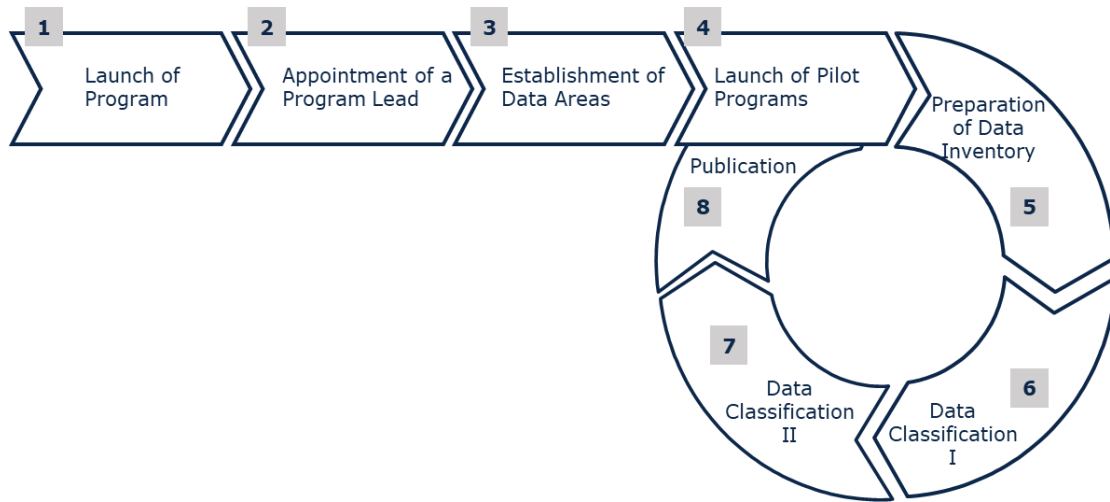 1
Launch of
Program
2
Appointment of a
Program Lead
3
Establishment of
Data Areas
4
Launch of Pilot
Programs
Preparation
of Data
Inventory
5
6
Data
Classification
I
7
Data
Classification
II
Publication
8